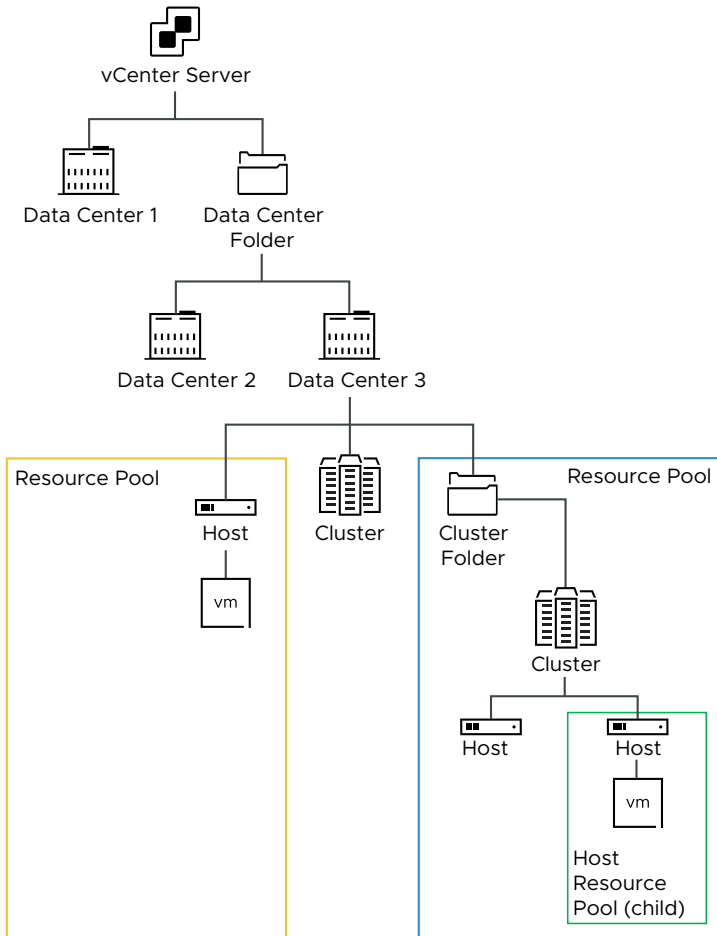 vCenter Server
Data Center 1
Data Center
Folder
Data Center 2
Data Center 3
Resource Pool
Host
vm
Cluster
Resource Pool
Cluster
Folder
Cluster
Host
Host
vm
Host
Resource
Pool (child)